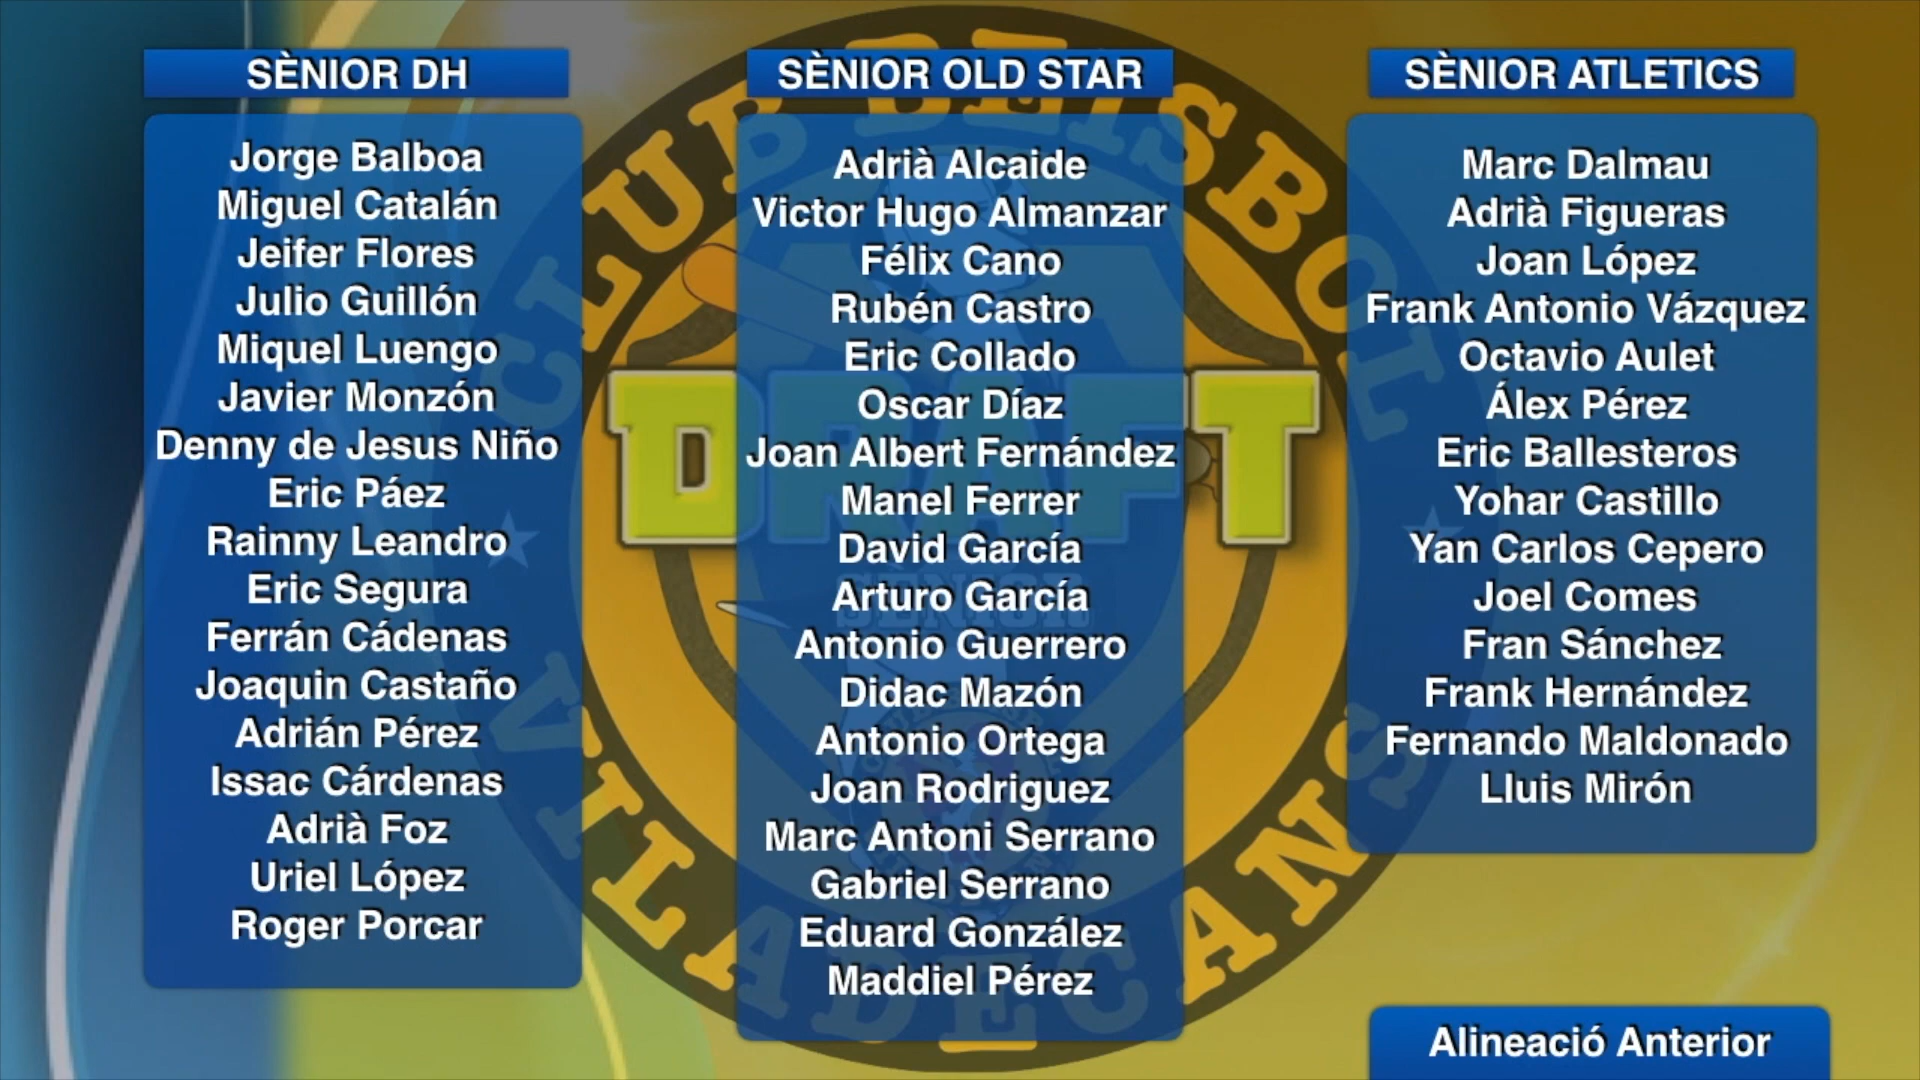 SÈNIOR DH
Jorge Balboa
Miguel Catalán
Jeifer Flores
Julio Guillón
Miquel Luengo
Javier Monzón
Denny de Jesus Niño
Eric Páez
Rainny Leandro
Eric Segura
Ferrán Cádenas
Joaquin Castaño
Adrián Pérez
Issac Cárdenas
Adrià Foz
Uriel López
Roger Porcar
SÈNIOR OLD STAR
Adrià Alcaide
Victor Hugo Almanzar
Félix Cano
Rubén Castro
Eric Collado
Oscar Díaz
Joan Albert Fernández
Manel Ferrer
David García
Arturo García
Antonio Guerrero
Didac Mazón
Antonio Ortega
Joan Rodriguez
Marc Antoni Serrano
Gabriel Serrano
Eduard González
Maddiel Pérez
SÈNIOR ATLETICS
Marc Dalmau
Adrià Figueras
Joan López
Frank Antonio Vázquez
Octavio Aulet
Álex Pérez
Eric Ballesteros
Yohar Castillo
Yan Carlos Cepero
Joel Comes
Fran Sánchez
Frank Hernández
Fernando Maldonado
Lluis Mirón
Alineació Anterior
CLUB BEISBOL
DRAFT
SÈNIOR
VILADECANS